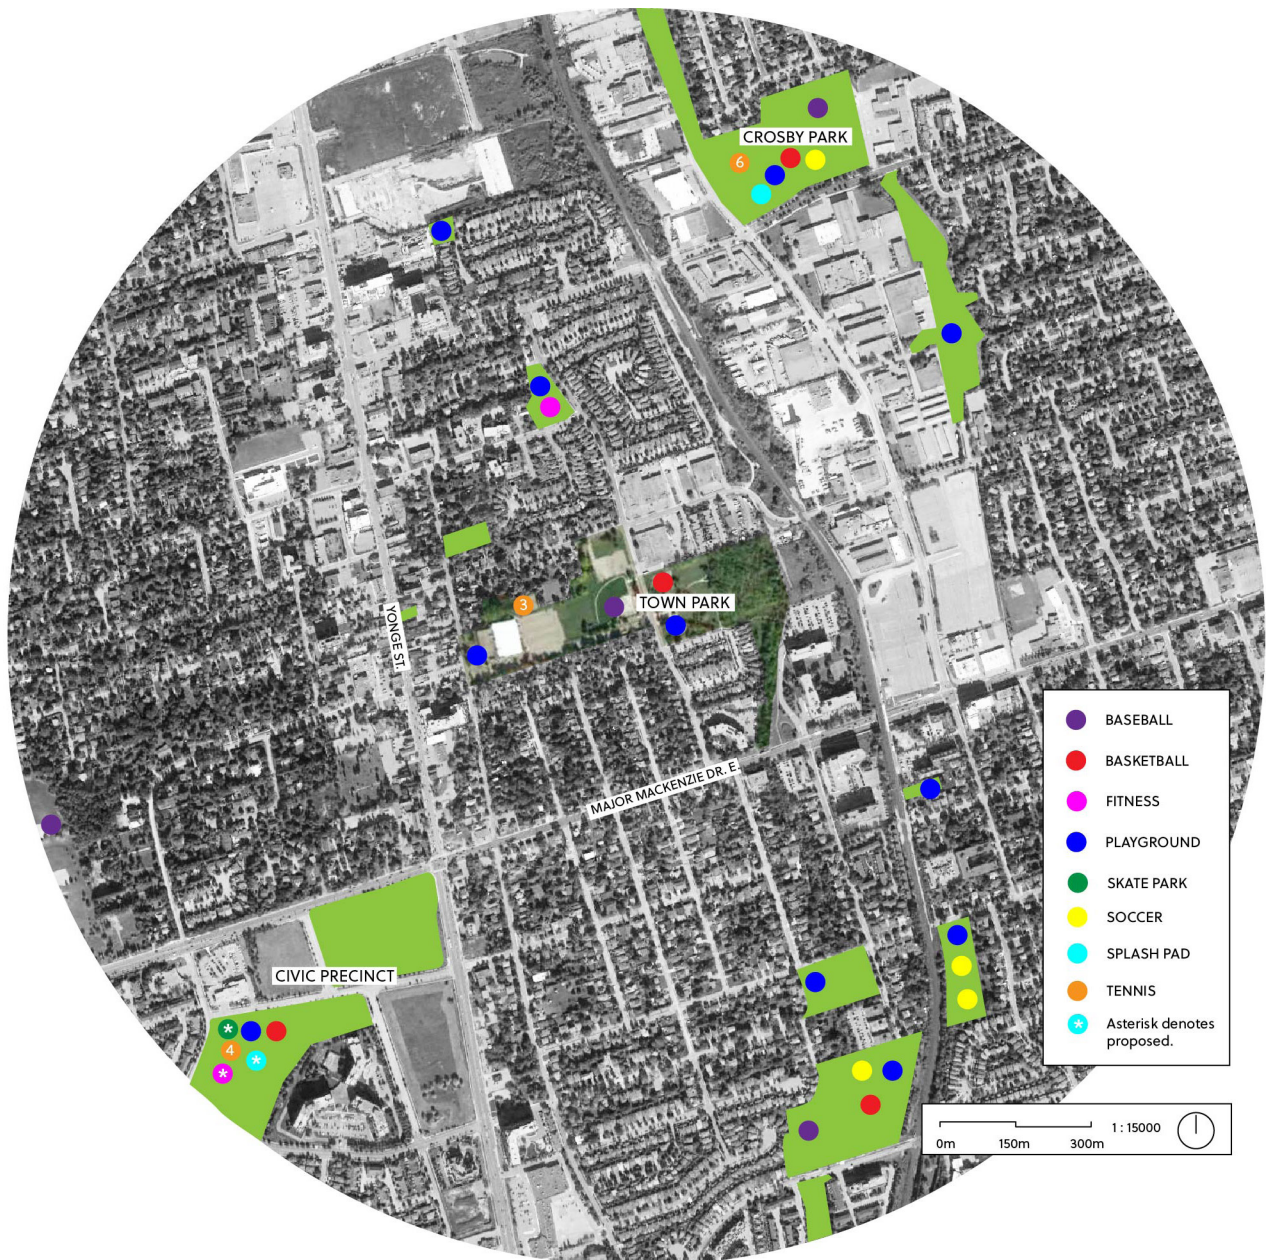 CROSBY PARK
6
3
TOWN PARK
YONGE ST.
MAJOR MACKENZIE DR. E.
CIVIC PRECINCT
*
4
*
*
BASEBALL
BASKETBALL
FITNESS
PLAYGROUND
SKATE PARK
SOCCER
SPLASH PAD
TENNIS
* Asterisk denotes
proposed.
0m 150m 300m
1 : 15000